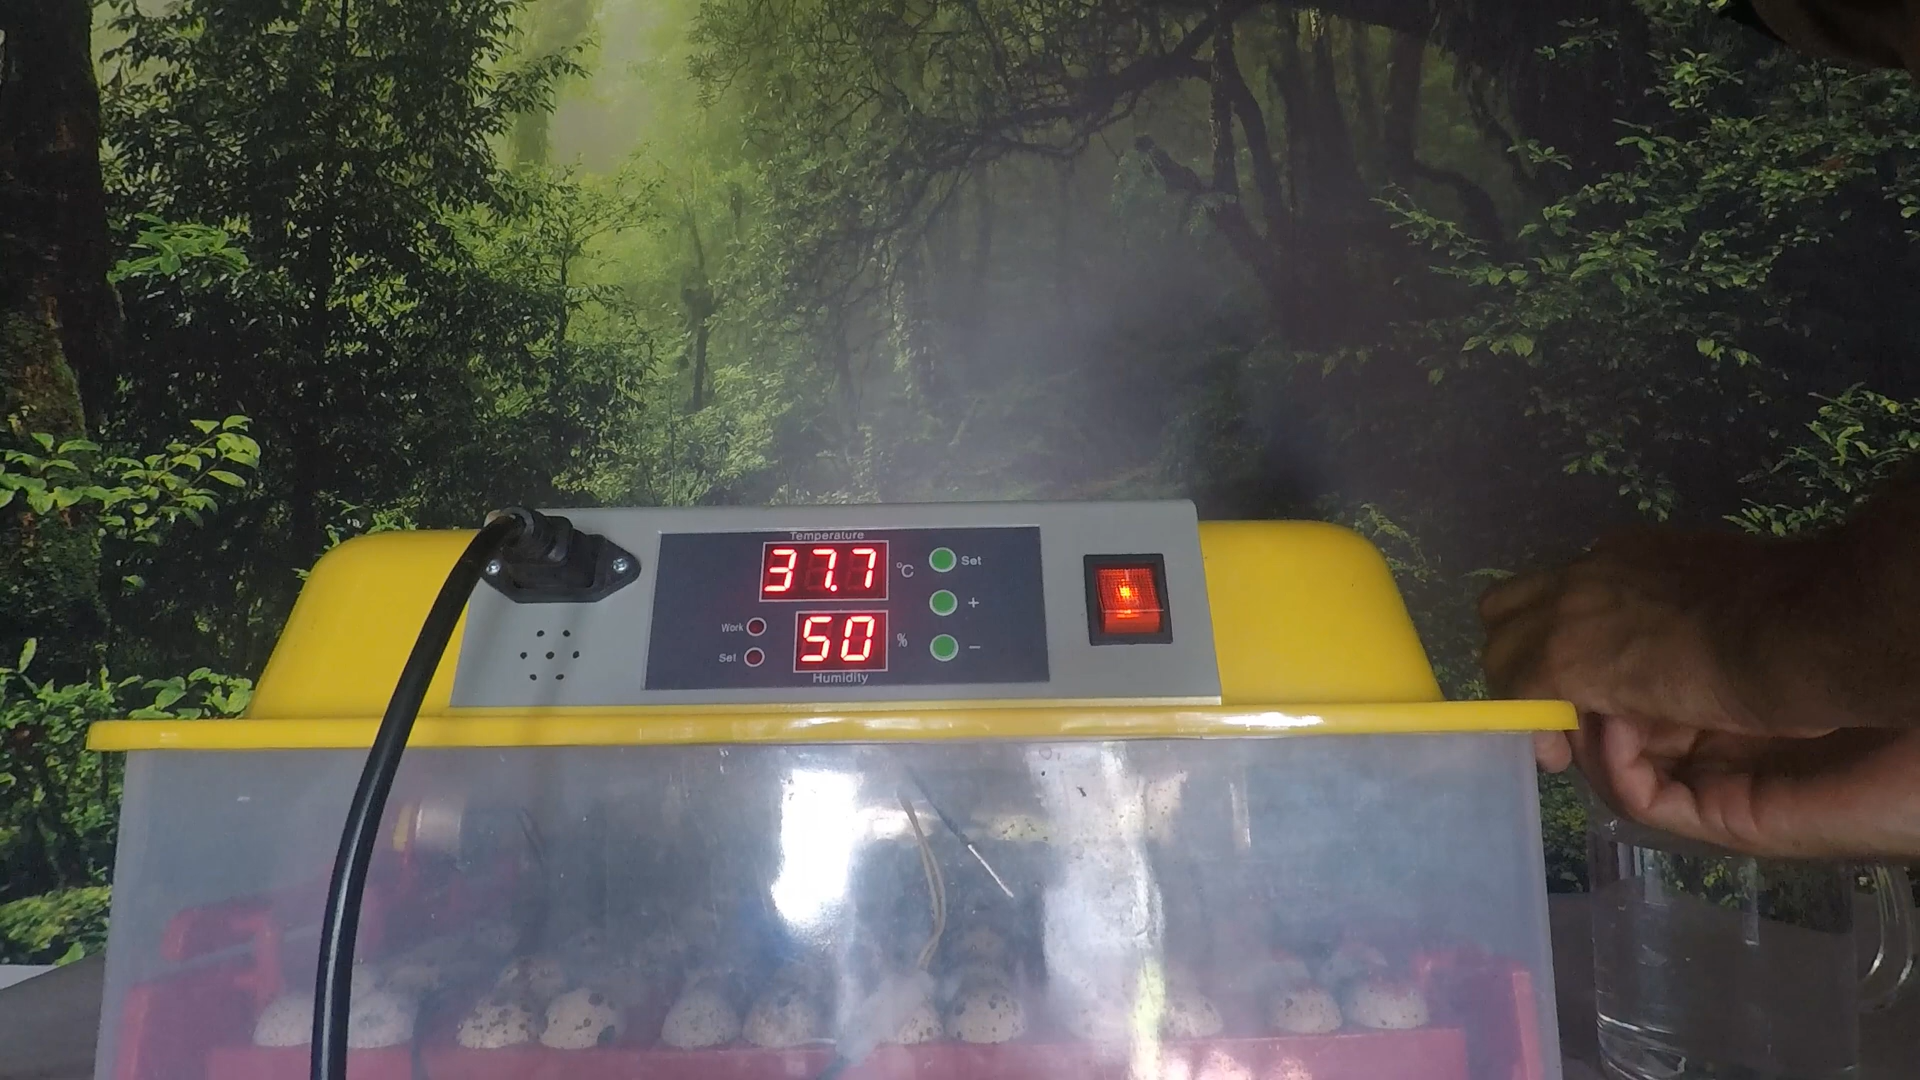 Temperature
37.7 °C
Set
+
Work
50 %
Set
−
Humidity